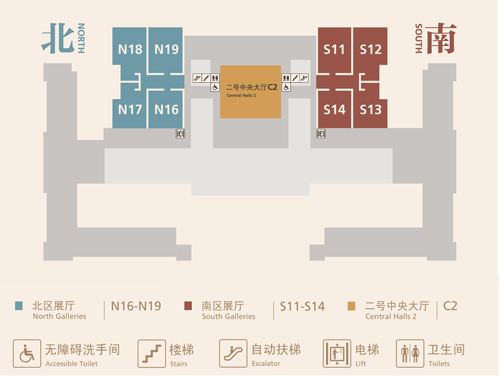 北 NORTH
N18 N19
N17 N16
二号中央大厅C2
Central Halls 2
南 SOUTH
S11 S12
S14 S13
北区展厅 N16-N19
North Galleries
南区展厅 S11-S14
South Galleries
二号中央大厅 C2
Central Halls 2
无障碍洗手间
Accessible Toilet
楼梯
Stairs
自动扶梯
Escalator
电梯
Lift
卫生间
Toilets